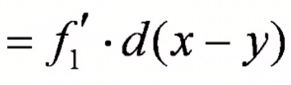 = f₁′ · d(x − y)